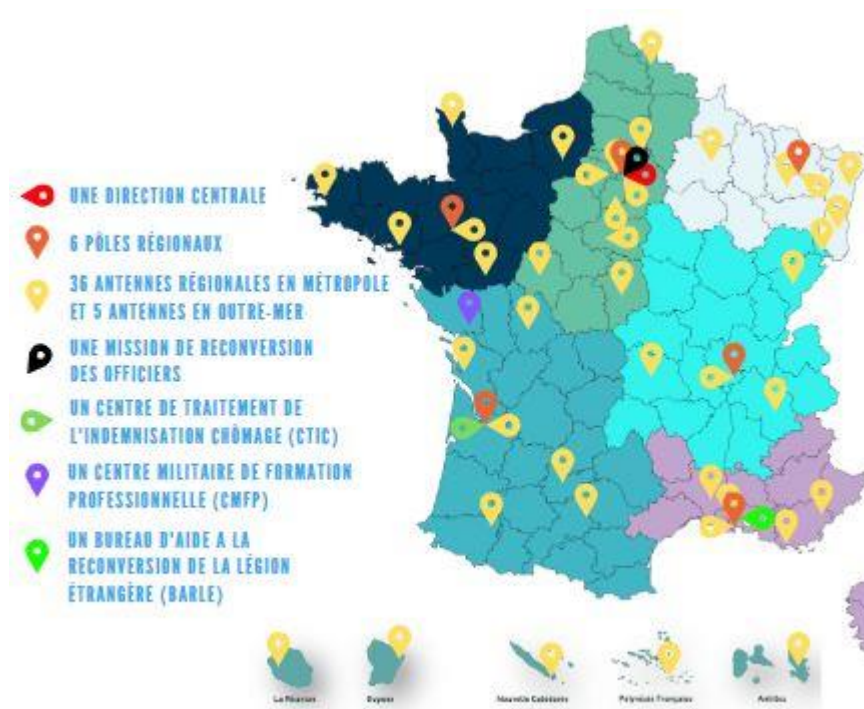 UNE DIRECTION CENTRALE
6 PÔLES RÉGIONAUX
36 ANTENNES RÉGIONALES EN MÉTROPOLE
ET 5 ANTENNES EN OUTRE-MER
UNE MISSION DE RECONVERSION
DES OFFICIERS
UN CENTRE DE TRAITEMENT DE
L'INDEMNISATION CHÔMAGE (CTIC)
UN CENTRE MILITAIRE DE FORMATION
PROFESSIONNELLE (CMFP)
UN BUREAU D'AIDE A LA
RECONVERSION DE LA LÉGION
ÉTRANGÈRE (BARLE)
La Réunion
Guyane
Nouvelle Calédonie
Polynésie Française
Antilles